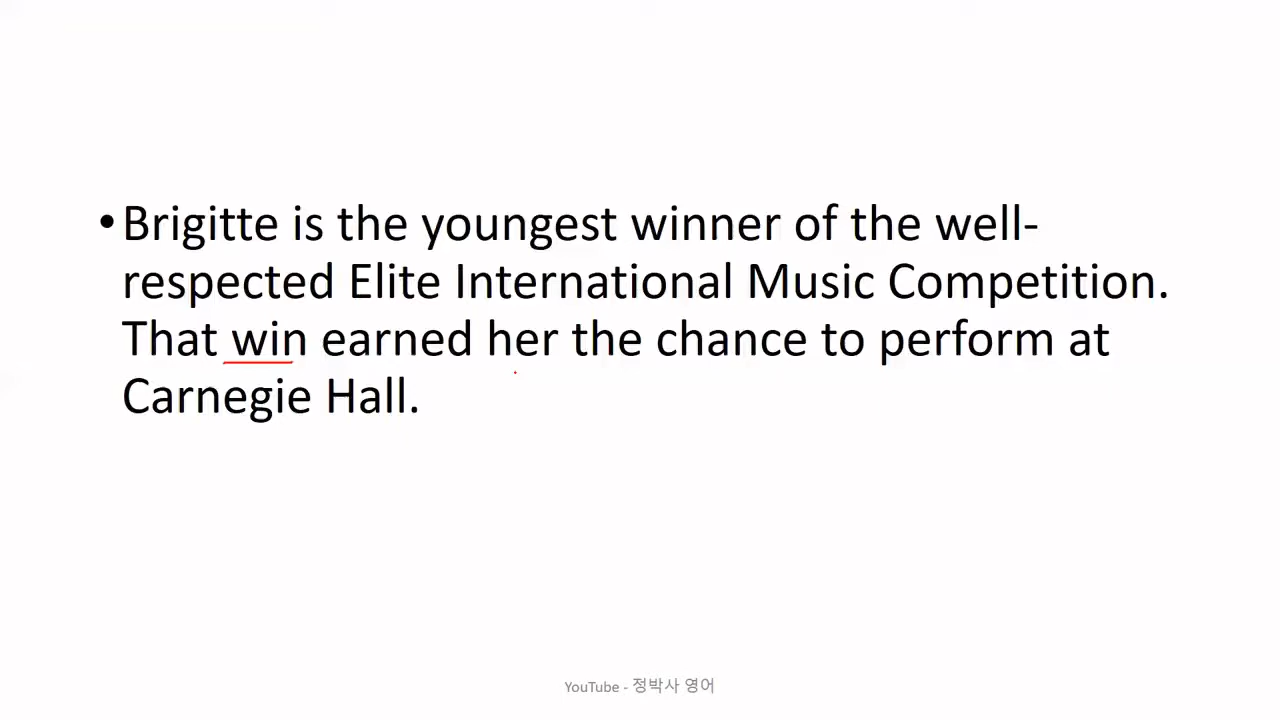 •Brigitte is the youngest winner of the well-
respected Elite International Music Competition.
That win earned her the chance to perform at
Carnegie Hall.
YouTube - 정박사 영어